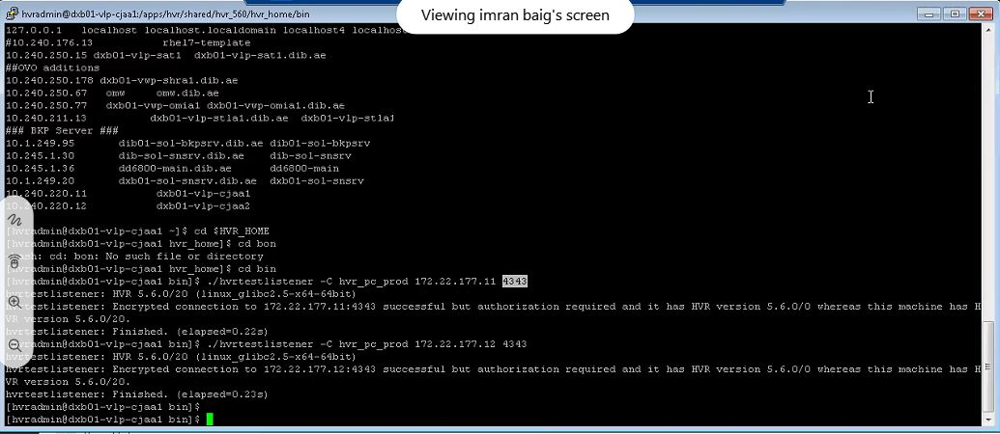 hvradmin@dxb01-vlp-cjaa1:/apps/hvr/shared/hvr_560/hvr_home/bin
Viewing imran baig's screen
127.0.0.1 localhost localhost.localdomain localhost4 localhost
#10.240.176.13 rhel7-template
10.240.250.15 dxb01-vlp-sat1 dxb01-vlp-sat1.dib.ae
##OVO additions
10.240.250.178 dxb01-vwp-shra1.dib.ae
10.240.250.67 omw omw.dib.ae
10.240.250.77 dxb01-vwp-omia1 dxb01-vwp-omia1.dib.ae
10.240.211.13 dxb01-vlp-stla1.dib.ae dxb01-vlp-stla1
### BKP Server ###
10.1.249.95 dib01-sol-bkpsrv.dib.ae dib01-sol-bkpsrv
10.245.1.30 dib-sol-snsrv.dib.ae dib-sol-snsrv
10.245.1.36 dd6800-main.dib.ae dd6800-main
10.1.249.20 dxb01-sol-snsrv.dib.ae dxb01-sol-snsrv
10.240.220.11 dxb01-vlp-cjaa1
10.240.220.12 dxb01-vlp-cjaa2
[hvradmin@dxb01-vlp-cjaa1 ~]$ cd $HVR_HOME
[hvradmin@dxb01-vlp-cjaa1 hvr_home]$ cd bon
cd: bon: No such file or directory
[hvradmin@dxb01-vlp-cjaa1 hvr_home]$ cd bin
[hvradmin@dxb01-vlp-cjaa1 bin]$ ./hvrtestlistener -C hvr_pc_prod 172.22.177.11 4343
hvrtestlistener: HVR 5.6.0/20 (linux_glibc2.5-x64-64bit)
hvrtestlistener: Encrypted connection to 172.22.177.11:4343 successful but authorization required and it has HVR version 5.6.0/0 whereas this machine has H
VR version 5.6.0/20.
hvrtestlistener: Finished. (elapsed=0.22s)
[hvradmin@dxb01-vlp-cjaa1 bin]$ ./hvrtestlistener -C hvr_pc_prod 172.22.177.12 4343
hvrtestlistener: HVR 5.6.0/20 (linux_glibc2.5-x64-64bit)
hvrtestlistener: Encrypted connection to 172.22.177.12:4343 successful but authorization required and it has HVR version 5.6.0/0 whereas this machine has H
VR version 5.6.0/20.
hvrtestlistener: Finished. (elapsed=0.23s)
[hvradmin@dxb01-vlp-cjaa1 bin]$
[hvradmin@dxb01-vlp-cjaa1 bin]$